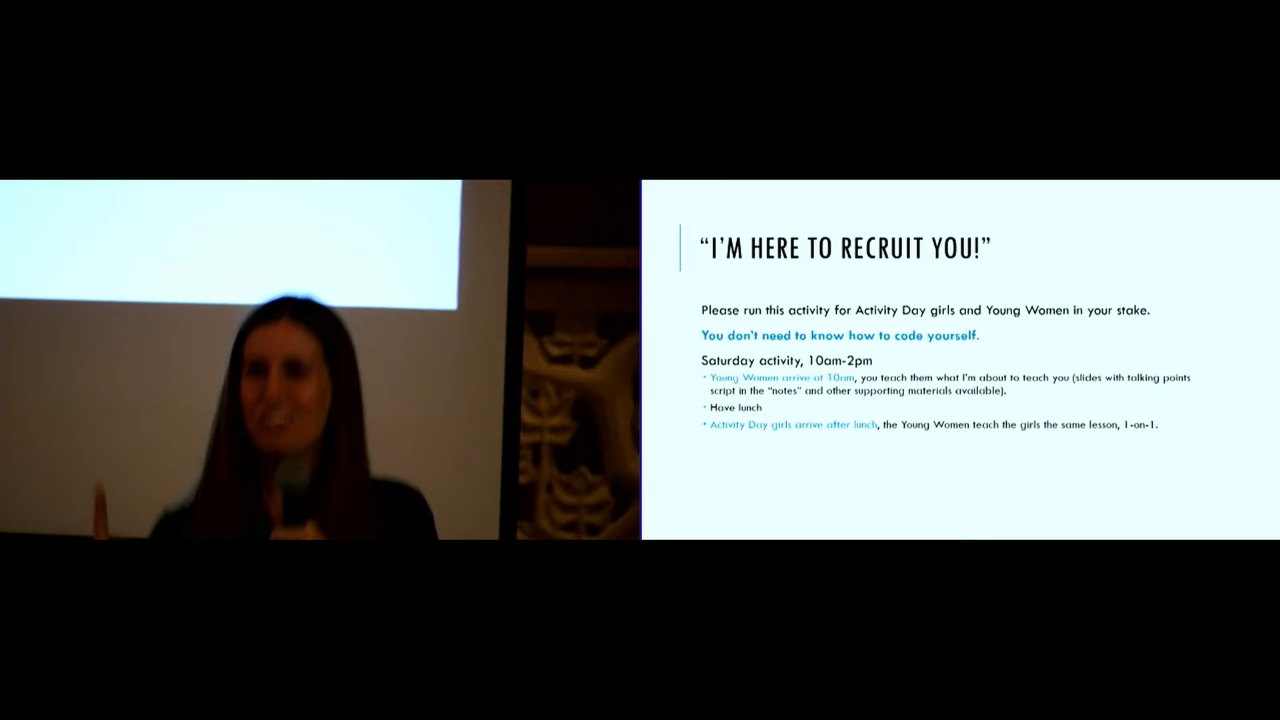 “I’M HERE TO RECRUIT YOU!”
Please run this activity for Activity Day girls and Young Women in your stake.
You don’t need to know how to code yourself.
Saturday activity, 10am-2pm
• Young Women arrive at 10am, you teach them what I’m about to teach you (slides with talking points
script in the “notes” and other supporting materials available).
• Have lunch
• Activity Day girls arrive after lunch, the Young Women teach the girls the same lesson, 1-on-1.